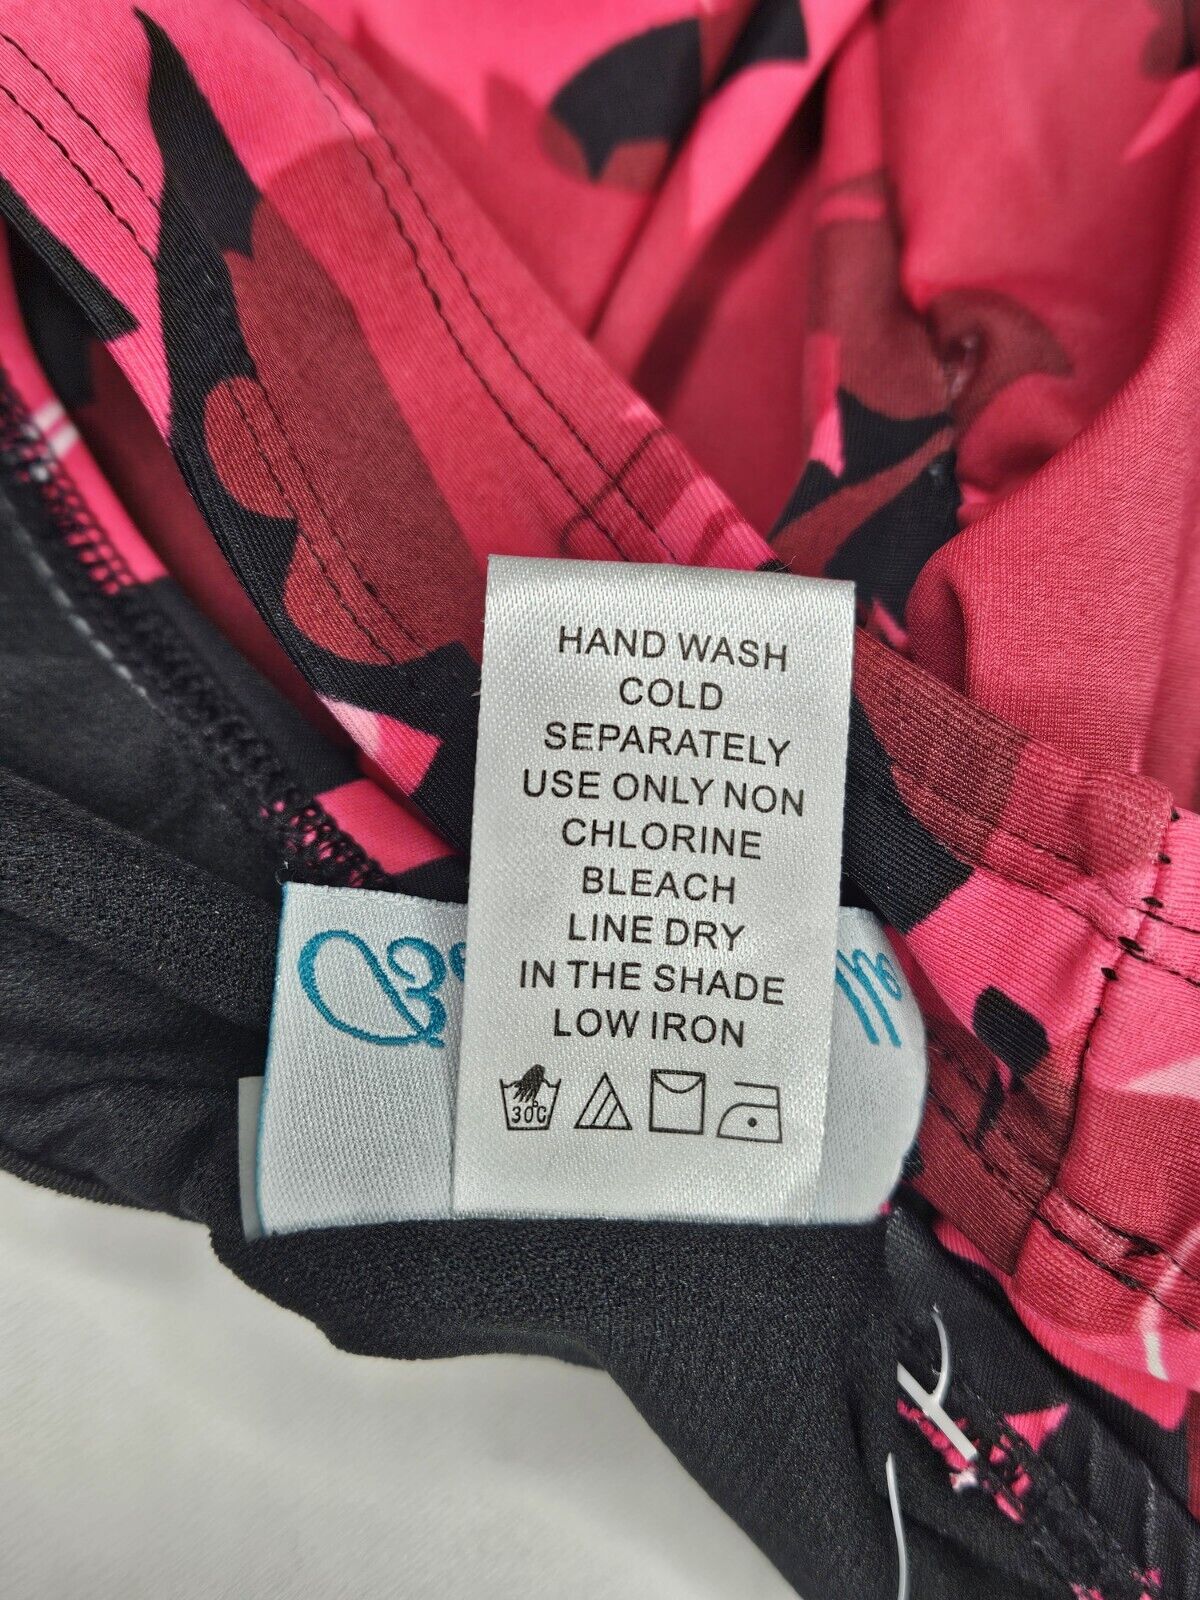 HAND WASH
COLD
SEPARATELY
USE ONLY NON
CHLORINE
BLEACH
LINE DRY
IN THE SHADE
LOW IRON
30°C